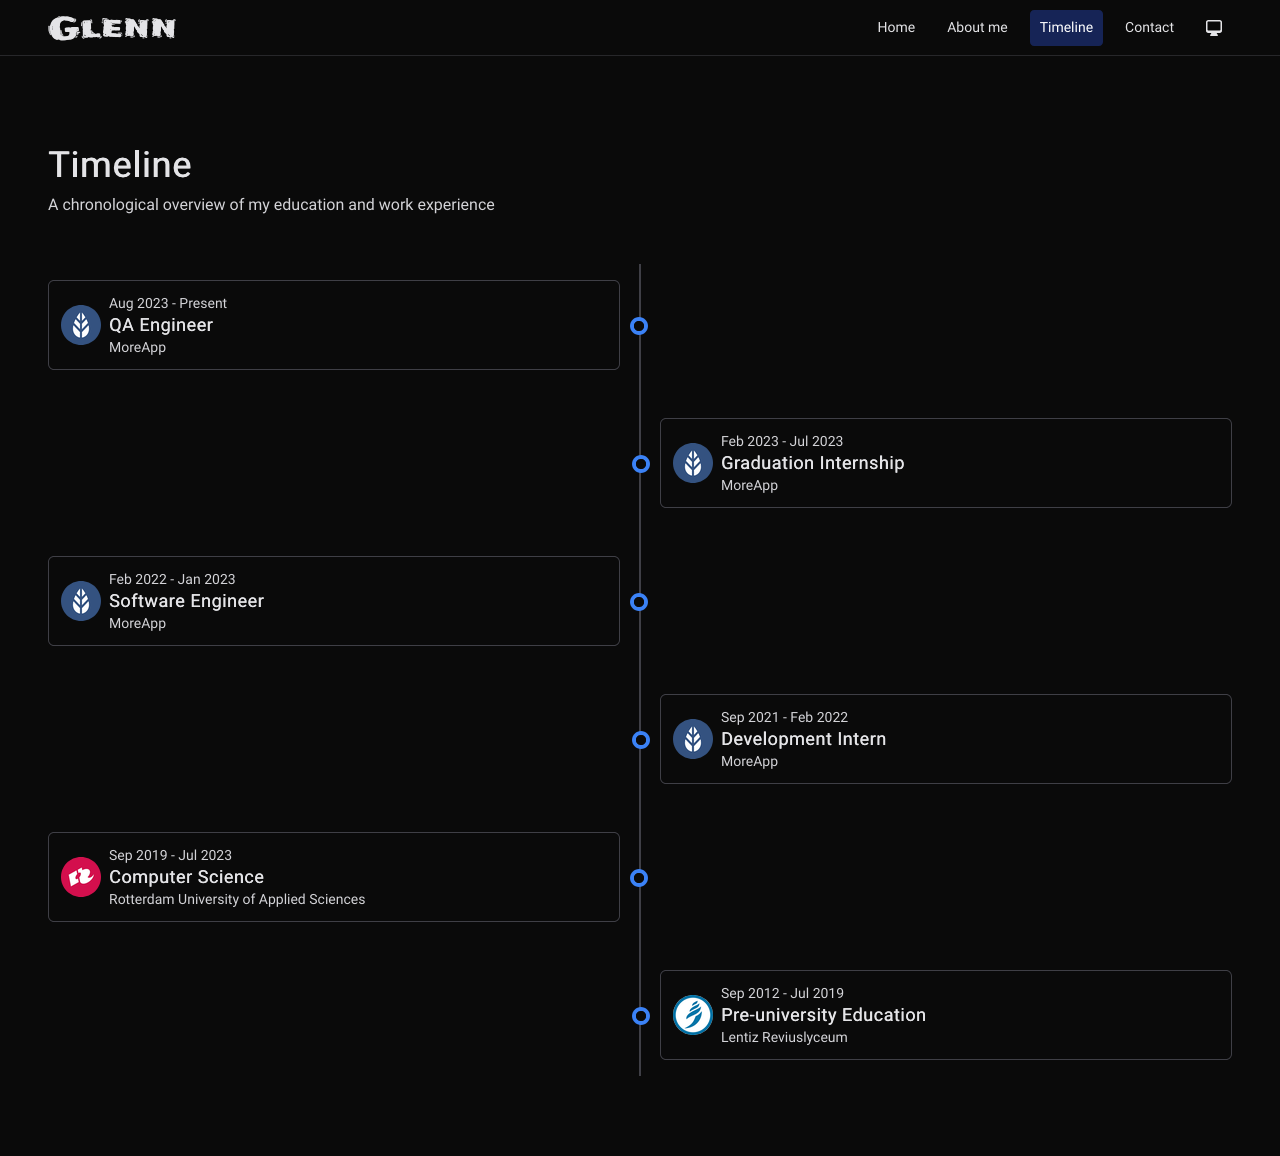 GLENN
Home
About me
Timeline
Contact
Timeline
A chronological overview of my education and work experience
Aug 2023 - Present
QA Engineer
MoreApp
Feb 2023 - Jul 2023
Graduation Internship
MoreApp
Feb 2022 - Jan 2023
Software Engineer
MoreApp
Sep 2021 - Feb 2022
Development Intern
MoreApp
Sep 2019 - Jul 2023
Computer Science
Rotterdam University of Applied Sciences
Sep 2012 - Jul 2019
Pre-university Education
Lentiz Reviuslyceum